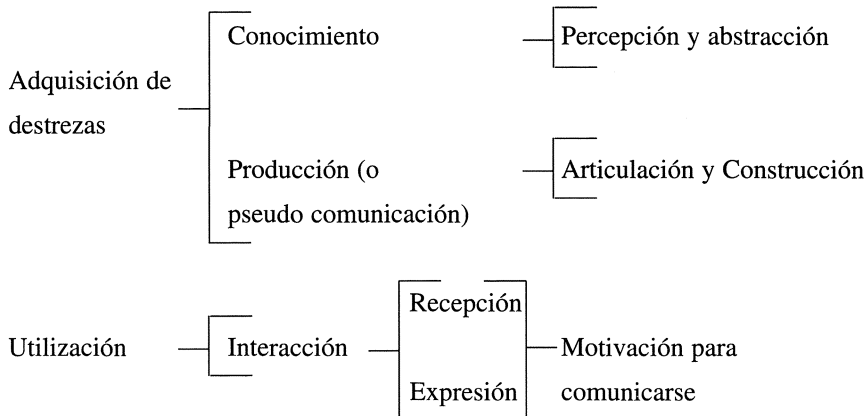 Conocimiento
Percepción y abstracción
Adquisición de
destrezas
Producción (o
pseudo comunicación)
Articulación y Construcción
Utilización
Interacción
Recepción
Expresión
Motivación para
comunicarse